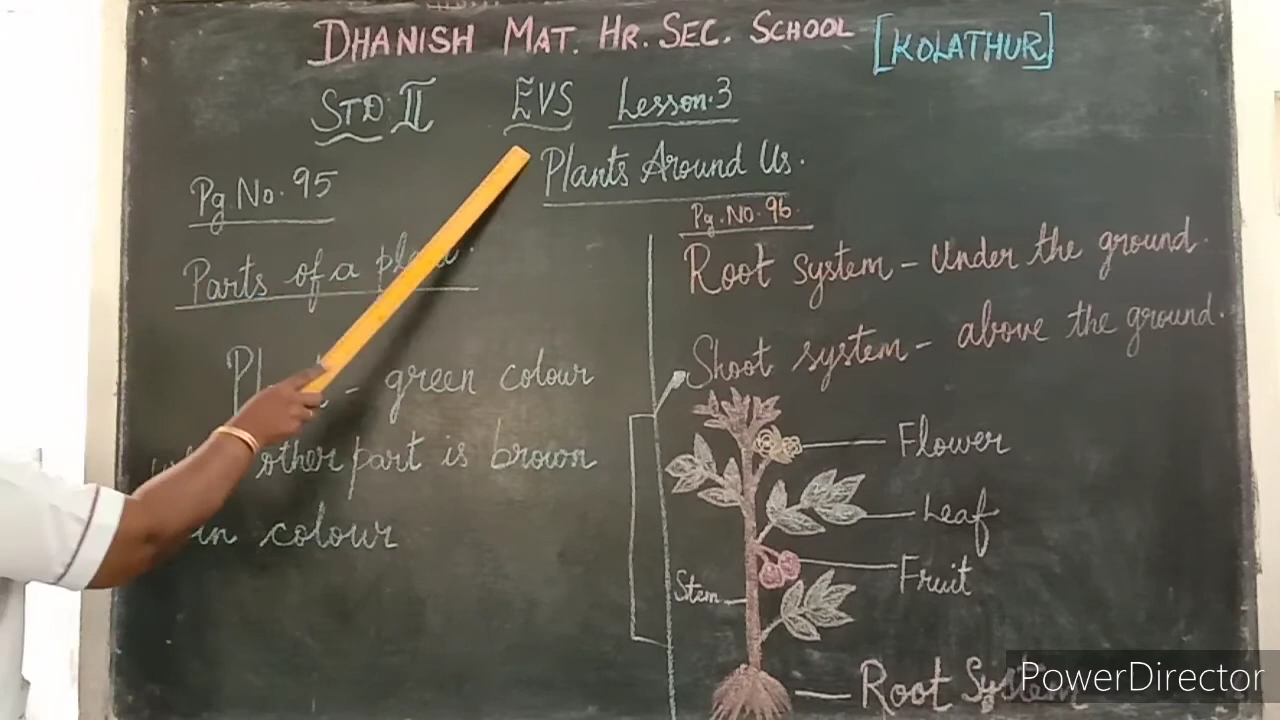 DHANISH MAT. HR. SEC. SCHOOL [KOLATHUR]
STD: II EVS Lesson.3
Plants Around Us.
Pg.No.95
Parts of a
green colour
other part is brown
in colour
Pg.No.96.
Root system - Under the ground.
Shoot system - above the ground.
Flower
Leaf
Fruit
Stem
Root System
PowerDirector